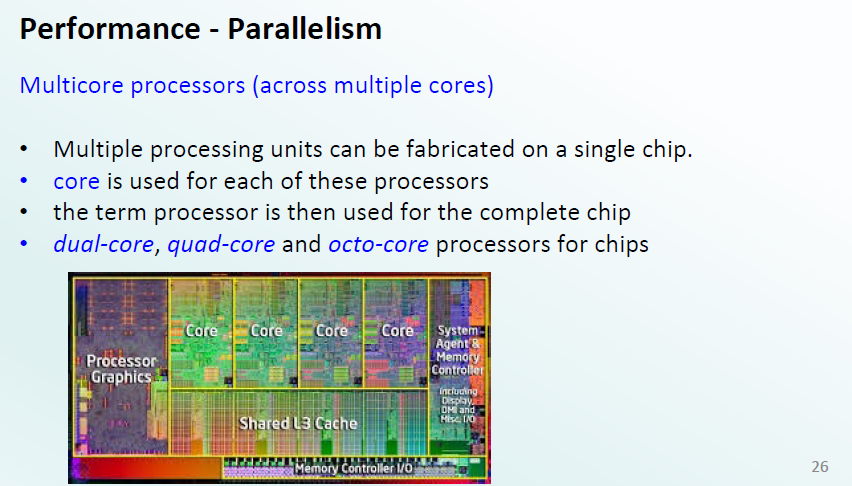 Performance - Parallelism
Multicore processors (across multiple cores)
• Multiple processing units can be fabricated on a single chip.
• core is used for each of these processors
• the term processor is then used for the complete chip
• dual-core, quad-core and octo-core processors for chips
Processor
Graphics
Core
Core
Core
Core
System
Agent &
Memory
Controller
including
Display,
DMI and
Misc. I/O
Shared L3 Cache
Memory Controller I/O
26